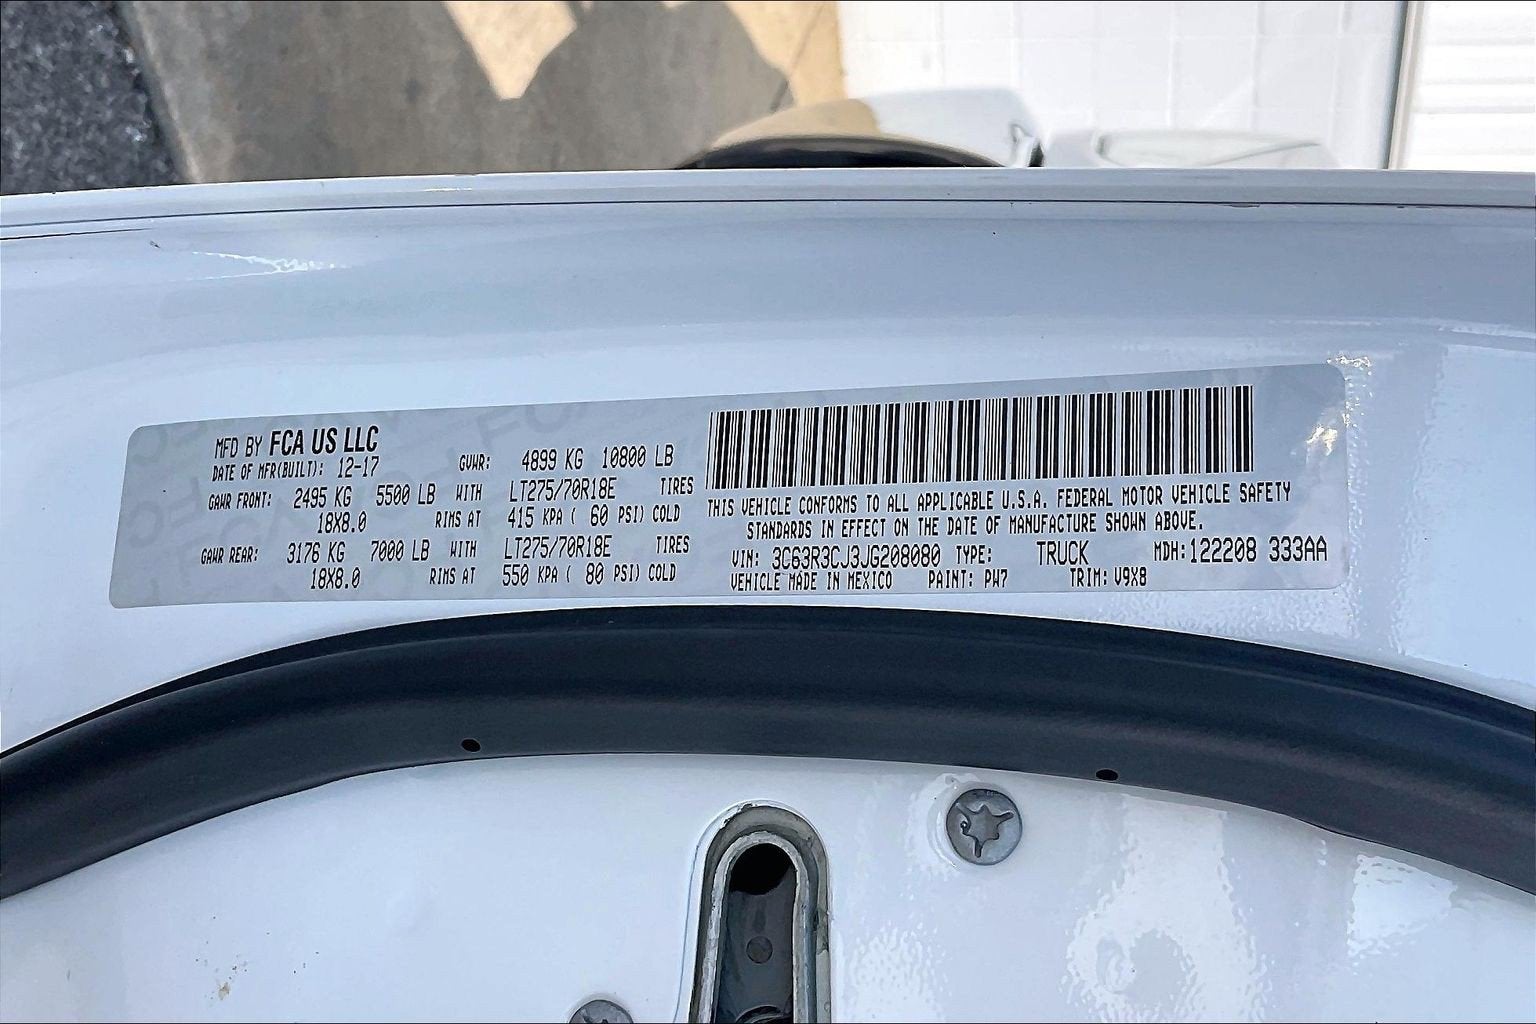 MFD BY FCA US LLC
DATE OF MFR(BUILT): 12-17 GVWR: 4899 KG 10800 LB
GAWR FRONT: 2495 KG 5500 LB WITH LT275/70R18E TIRES
18X8.0 RIMS AT 415 KPA ( 60 PSI) COLD
GAWR REAR: 3176 KG 7000 LB WITH LT275/70R18E TIRES
18X8.0 RIMS AT 550 KPA ( 80 PSI) COLD
THIS VEHICLE CONFORMS TO ALL APPLICABLE U.S.A. FEDERAL MOTOR VEHICLE SAFETY
STANDARDS IN EFFECT ON THE DATE OF MANUFACTURE SHOWN ABOVE.
VIN: 3C63R3CJ3JG208080 TYPE: TRUCK MDH: 122208 333AA
VEHICLE MADE IN MEXICO PAINT: PW7 TRIM: V9X8